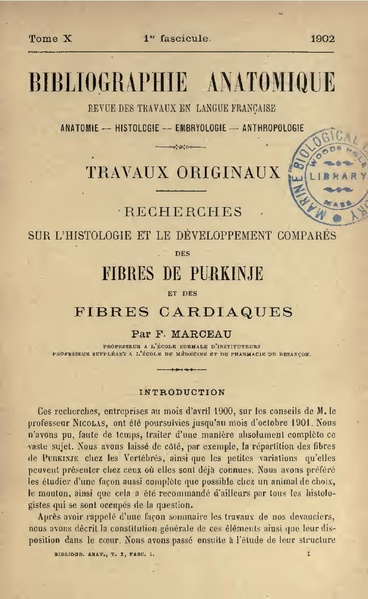 Tome X 1er fascicule. 1902
BIBLIOGRAPHIE ANATOMIQUE
REVUE DES TRAVAUX EN LANGUE FRANÇAISE
ANATOMIE — HISTOLOGIE — EMBRYOLOGIE — ANTHROPOLOGIE
MARINE BIOLOGICAL LABORATORY
WOODS HOLE
LIBRARY
MASS.
TRAVAUX ORIGINAUX
RECHERCHES
SUR L'HISTOLOGIE ET LE DÉVELOPPEMENT COMPARÉS
DES
FIBRES DE PURKINJE
ET DES
FIBRES CARDIAQUES
Par F. MARCEAU
PROFESSEUR A L'ÉCOLE NORMALE D'INSTITUTEURS
PROFESSEUR SUPPLÉANT A L'ÉCOLE DE MÉDECINE ET DE PHARMACIE DE BESANÇON.
INTRODUCTION
Ces recherches, entreprises au mois d'avril 1900, sur les conseils de M. le
professeur NICOLAS, ont été poursuivies jusqu'au mois d'octobre 1901. Nous
n'avons pu, faute de temps, traiter d'une manière absolument complète ce
vaste sujet. Nous avons laissé de côté, par exemple, la répartition des fibres
de PURKINJE chez les Vertébrés, ainsi que les petites variations qu'elles
peuvent présenter chez ceux où elles sont déjà connues. Nous avons préféré
les étudier d'une façon aussi complète que possible chez un animal de choix,
le mouton, ainsi que cela a été recommandé d'ailleurs par tous les histolo-
gistes qui se sont occupés de la question.
Après avoir rappelé d'une façon sommaire les travaux de nos devanciers,
nous avons décrit la constitution générale de ces éléments ainsi que leur dis-
position dans le cœur. Nous avons passé ensuite à l'étude de leur structure
BIBLIOGR. ANAT., T. X, FASC. 1. 1